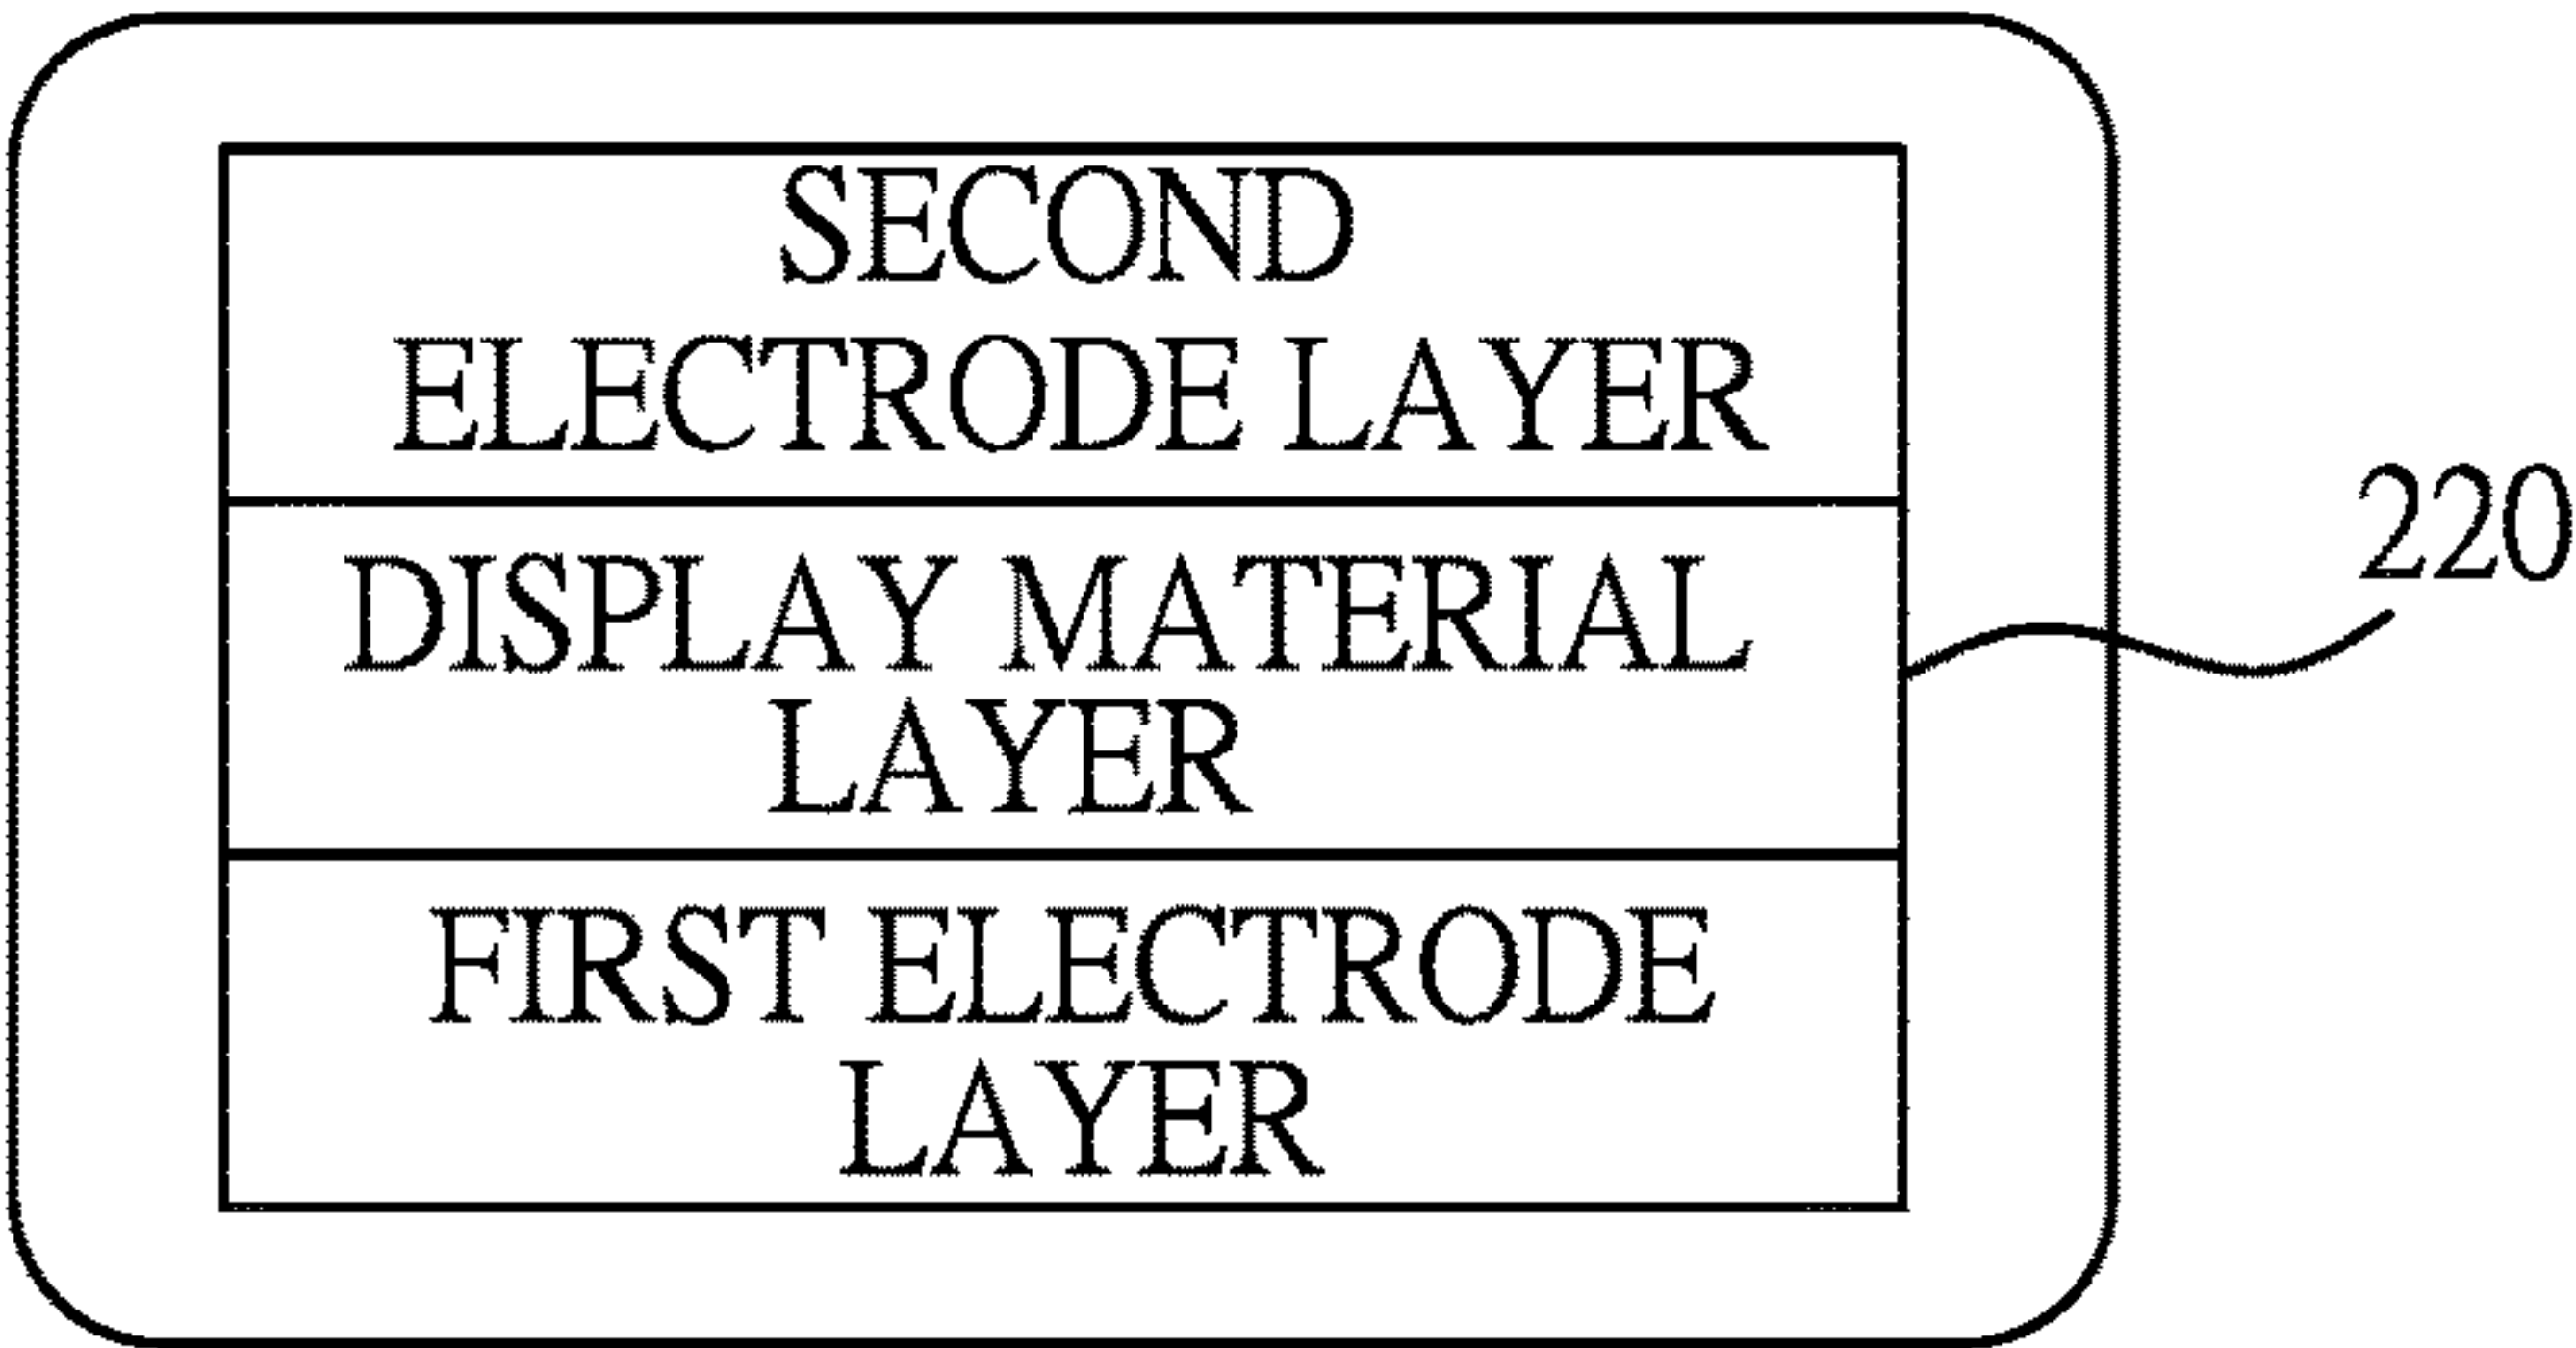 SECOND
ELECTRODE LAYER
220
DISPLAY MATERIAL
LAYER
FIRST ELECTRODE
LAYER